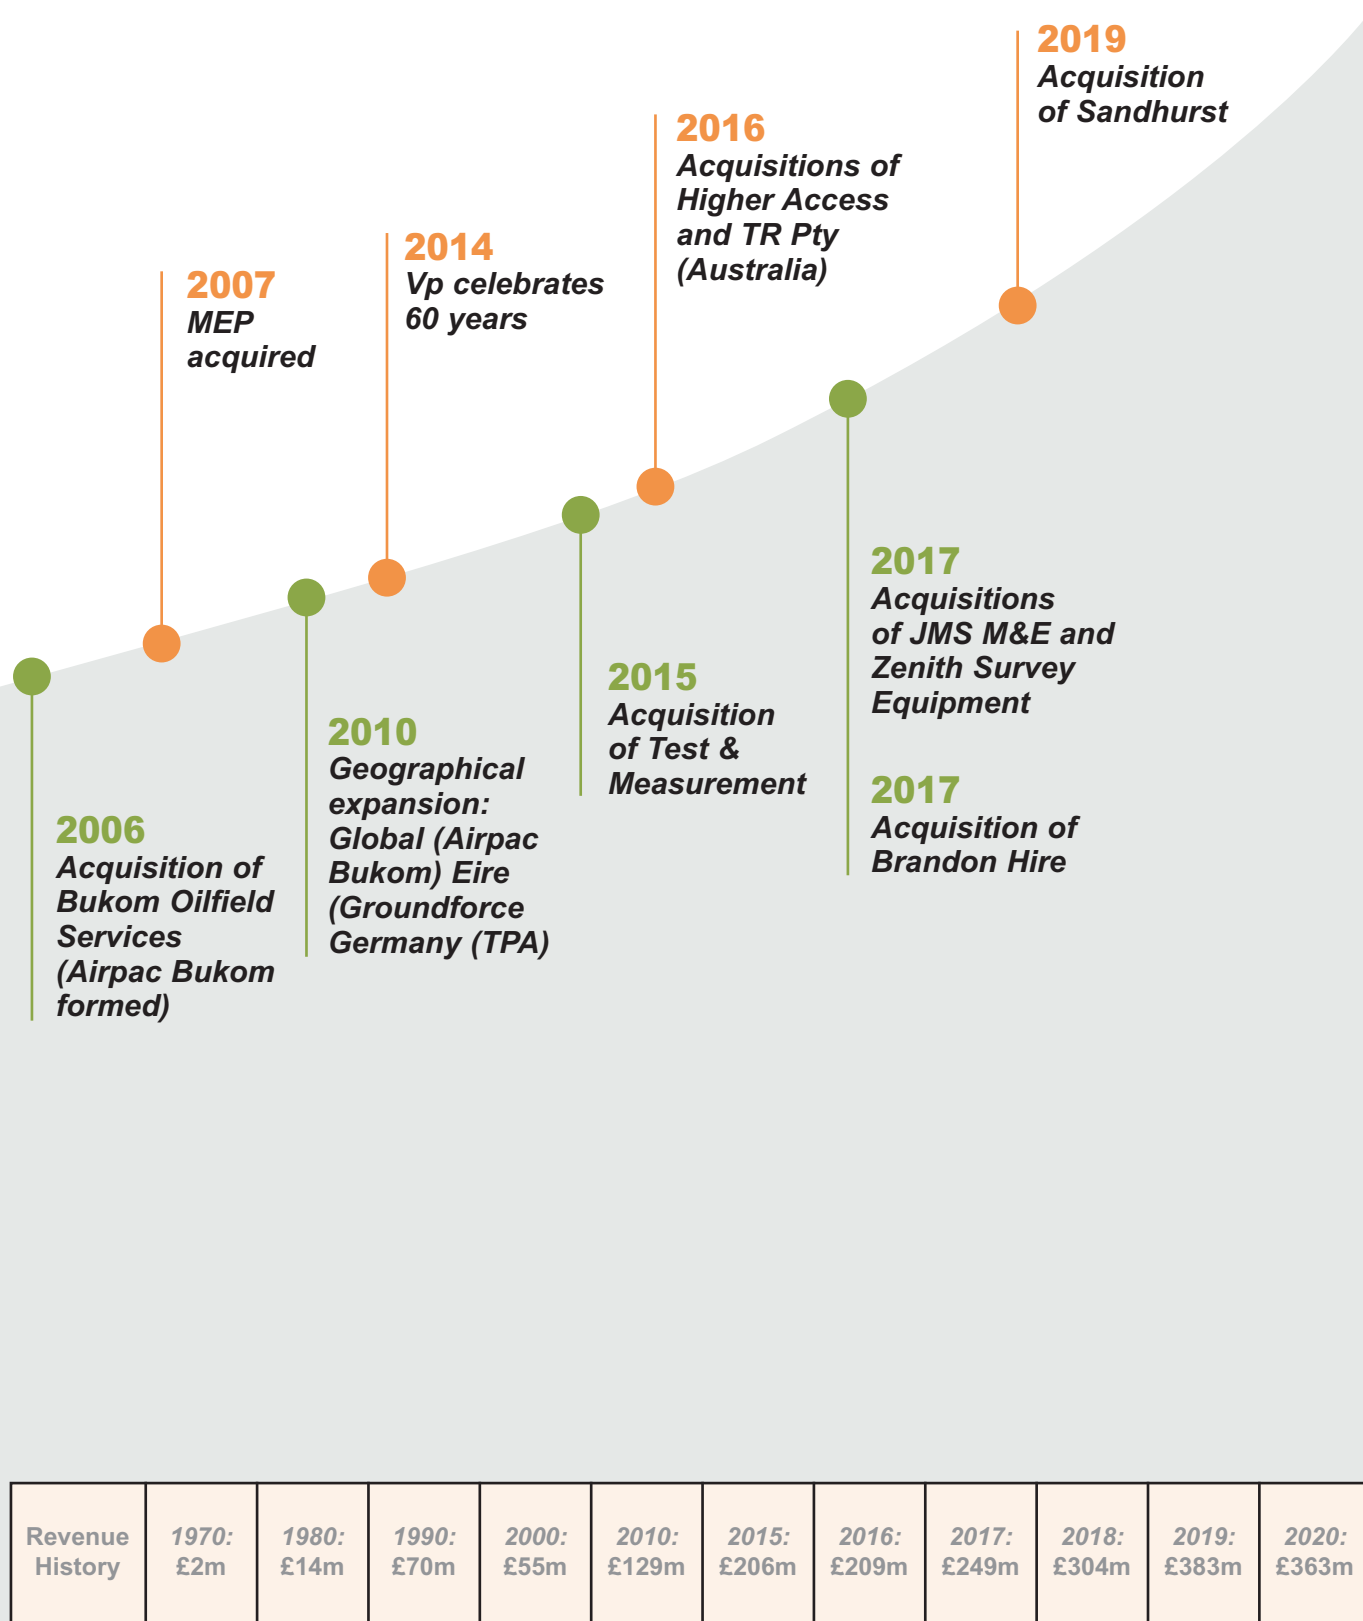 2019
Acquisition
of Sandhurst
2016
Acquisitions of
Higher Access
and TR Pty
(Australia)
2014
Vp celebrates
60 years
2007
MEP
acquired
2017
Acquisitions
of JMS M&E and
Zenith Survey
Equipment
2017
Acquisition of
Brandon Hire
2015
Acquisition
of Test &
Measurement
2010
Geographical
expansion:
Global (Airpac
Bukom) Eire
(Groundforce
Germany (TPA)
2006
Acquisition of
Bukom Oilfield
Services
(Airpac Bukom
formed)
Revenue
History
1970:
£2m
1980:
£14m
1990:
£70m
2000:
£55m
2010:
£129m
2015:
£206m
2016:
£209m
2017:
£249m
2018:
£304m
2019:
£383m
2020:
£363m